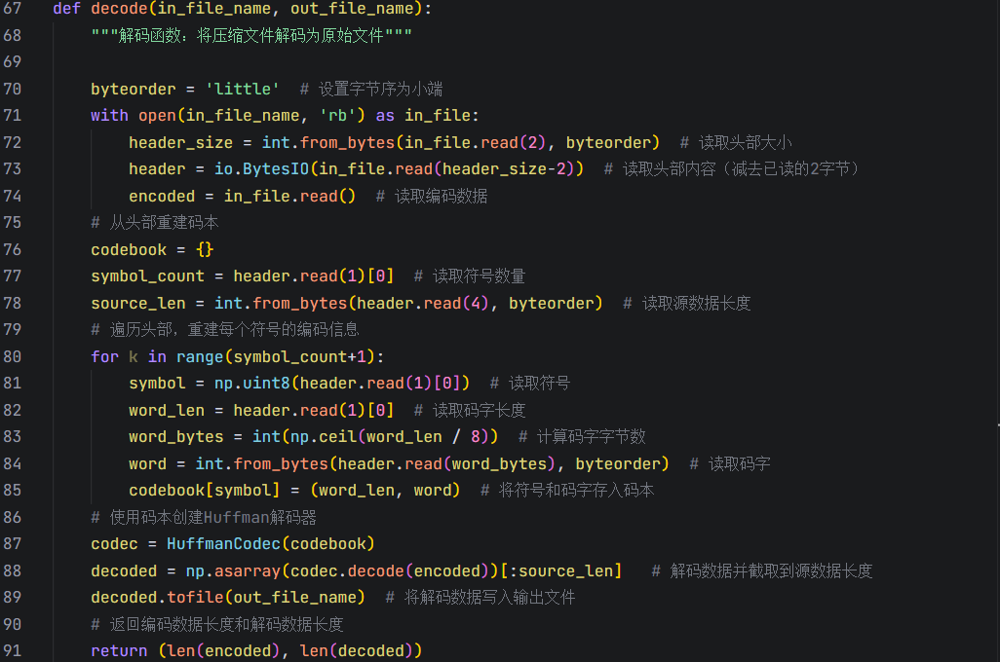 67 def decode(in_file_name, out_file_name):
68 """解码函数：将压缩文件解码为原始文件"""
69
70 byteorder = 'little'  # 设置字节序为小端
71 with open(in_file_name, 'rb') as in_file:
72 header_size = int.from_bytes(in_file.read(2), byteorder)  # 读取头部大小
73 header = io.BytesIO(in_file.read(header_size-2))  # 读取头部内容（减去已读的2字节）
74 encoded = in_file.read()  # 读取编码数据
75 # 从头部重建码本
76 codebook = {}
77 symbol_count = header.read(1)[0]  # 读取符号数量
78 source_len = int.from_bytes(header.read(4), byteorder)  # 读取源数据长度
79 # 遍历头部，重建每个符号的编码信息
80 for k in range(symbol_count+1):
81 symbol = np.uint8(header.read(1)[0])  # 读取符号
82 word_len = header.read(1)[0]  # 读取码字长度
83 word_bytes = int(np.ceil(word_len / 8))  # 计算码字字节数
84 word = int.from_bytes(header.read(word_bytes), byteorder)  # 读取码字
85 codebook[symbol] = (word_len, word)  # 将符号和码字存入码本
86 # 使用码本创建Huffman解码器
87 codec = HuffmanCodec(codebook)
88 decoded = np.asarray(codec.decode(encoded))[:source_len]   # 解码数据并截取到源数据长度
89 decoded.tofile(out_file_name)  # 将解码数据写入输出文件
90 # 返回编码数据长度和解码数据长度
91 return (len(encoded), len(decoded))